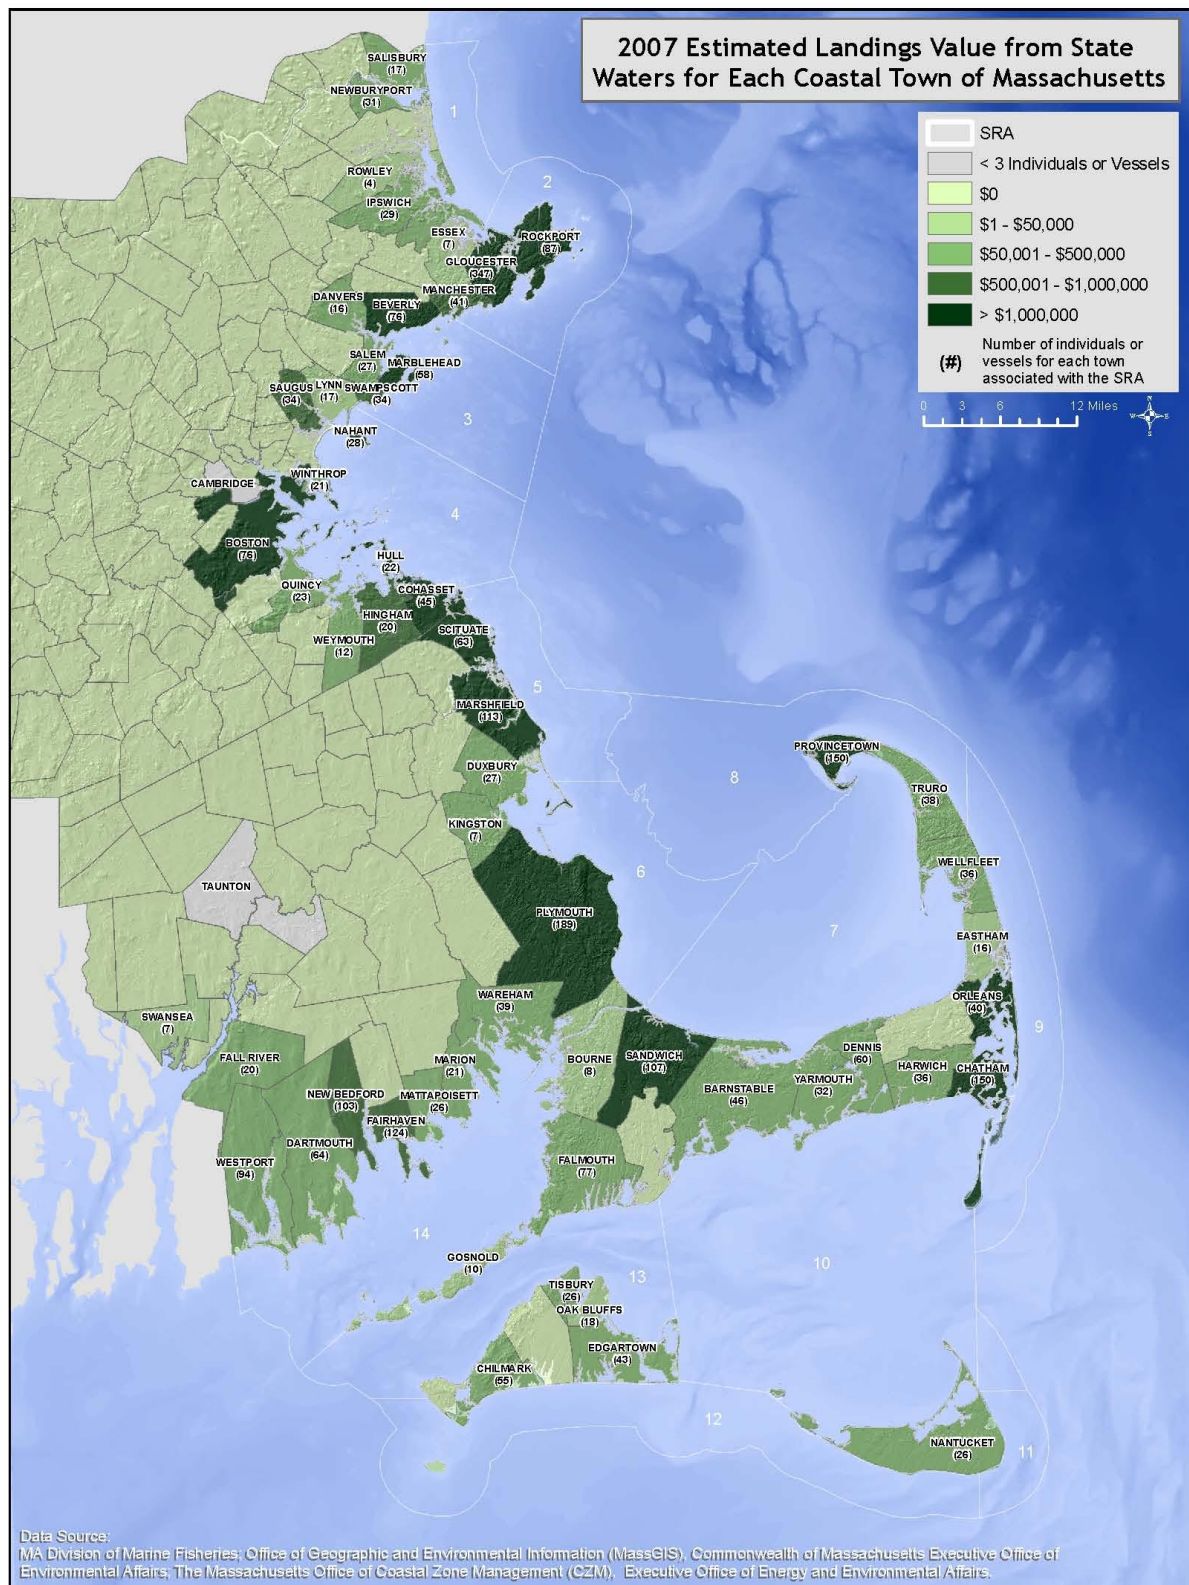 2007 Estimated Landings Value from State
Waters for Each Coastal Town of Massachusetts
SRA
< 3 Individuals or Vessels
$0
$1 - $50,000
$50,001 - $500,000
$500,001 - $1,000,000
> $1,000,000
(#)
Number of individuals or
vessels for each town
associated with the SRA
0 3 6 12 Miles
N
W E
S
SALISBURY
(17)
NEWBURYPORT
(31)
1
ROWLEY
(4)
2
IPSWICH
(29)
ESSEX
(7)
ROCKPORT
(87)
GLOUCESTER
(347)
MANCHESTER
(41)
DANVERS
(16)
BEVERLY
(76)
SALEM
(27)
MARBLEHEAD
(58)
SAUGUS
(34)
LYNN
(17)
SWAMPSCOTT
(34)
3
NAHANT
(28)
CAMBRIDGE
WINTHROP
(21)
4
BOSTON
(76)
HULL
(22)
QUINCY
(23)
COHASSET
(45)
HINGHAM
(20)
SCITUATE
(63)
WEYMOUTH
(12)
5
MARSHFIELD
(113)
PROVINCETOWN
(150)
DUXBURY
(27)
8
TRURO
(38)
KINGSTON
(7)
WELLFLEET
(36)
6
TAUNTON
PLYMOUTH
(189)
7
EASTHAM
(16)
WAREHAM
(39)
ORLEANS
(40)
SWANSEA
(7)
9
FALL RIVER
(20)
MARION
(21)
BOURNE
(8)
SANDWICH
(107)
DENNIS
(60)
HARWICH
(36)
CHATHAM
(150)
BARNSTABLE
(46)
YARMOUTH
(32)
NEW BEDFORD
(103)
MATTAPOISETT
(26)
FAIRHAVEN
(124)
DARTMOUTH
(64)
WESTPORT
(94)
FALMOUTH
(77)
14
GOSNOLD
(10)
10
13
TISBURY
(26)
OAK BLUFFS
(18)
EDGARTOWN
(43)
CHILMARK
(55)
12
NANTUCKET
(26)
11
Data Source:
MA Division of Marine Fisheries; Office of Geographic and Environmental Information (MassGIS), Commonwealth of Massachusetts Executive Office of
Environmental Affairs; The Massachusetts Office of Coastal Zone Management (CZM), Executive Office of Energy and Environmental Affairs.